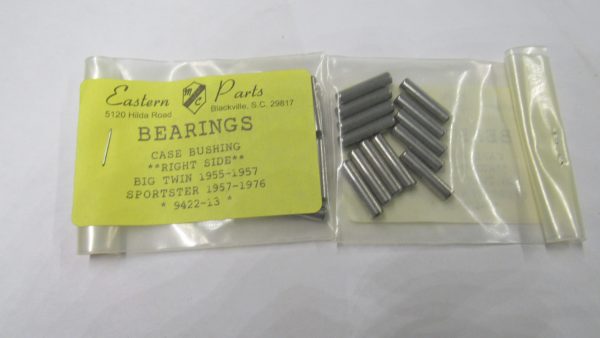 Eastern M/C Parts
5120 Hilda Road Blackville, S.C. 29817
BEARINGS
CASE BUSHING
**RIGHT SIDE**
BIG TWIN 1955-1957
SPORTSTER 1957-1976
* 9422-13 *